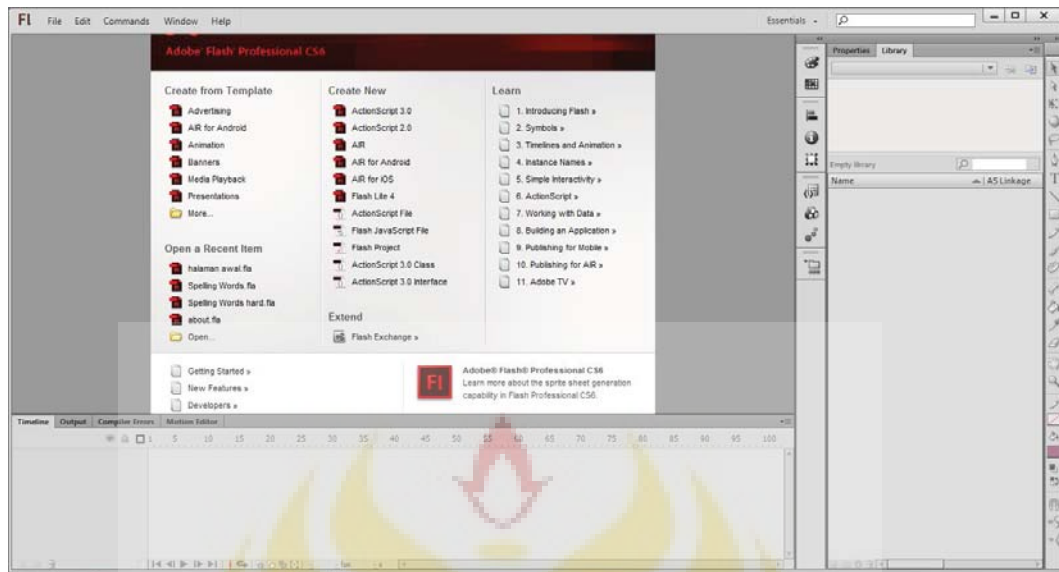 Fl File Edit Commands Window Help Essentials
Adobe Flash Professional CS6
Create from Template
Advertising
AIR for Android
Animation
Banners
Media Playback
Presentations
More...
Open a Recent Item
halaman awal.fla
Spelling Words.fla
Spelling Words hard.fla
about.fla
Open...
Create New
ActionScript 3.0
ActionScript 2.0
AIR
AIR for Android
AIR for iOS
Flash Lite 4
ActionScript File
Flash JavaScript File
Flash Project
ActionScript 3.0 Class
ActionScript 3.0 Interface
Extend
Flash Exchange »
Learn
1. Introducing Flash »
2. Symbols »
3. Timelines and Animation »
4. Instance Names »
5. Simple Interactivity »
6. ActionScript »
7. Working with Data »
8. Building an Application »
9. Publishing for Mobile »
10. Publishing for AIR »
11. Adobe TV »
Getting Started »
New Features »
Developers »
Fl
Adobe® Flash® Professional CS6
Learn more about the sprite sheet generation
capability in Flash Professional CS6.
Properties Library
Empty library
Name AS Linkage
Timeline Output Compiler Errors Motion Editor
1 5 10 15 20 25 30 35 40 45 50 55 60 65 70 75 80 85 90 95 100